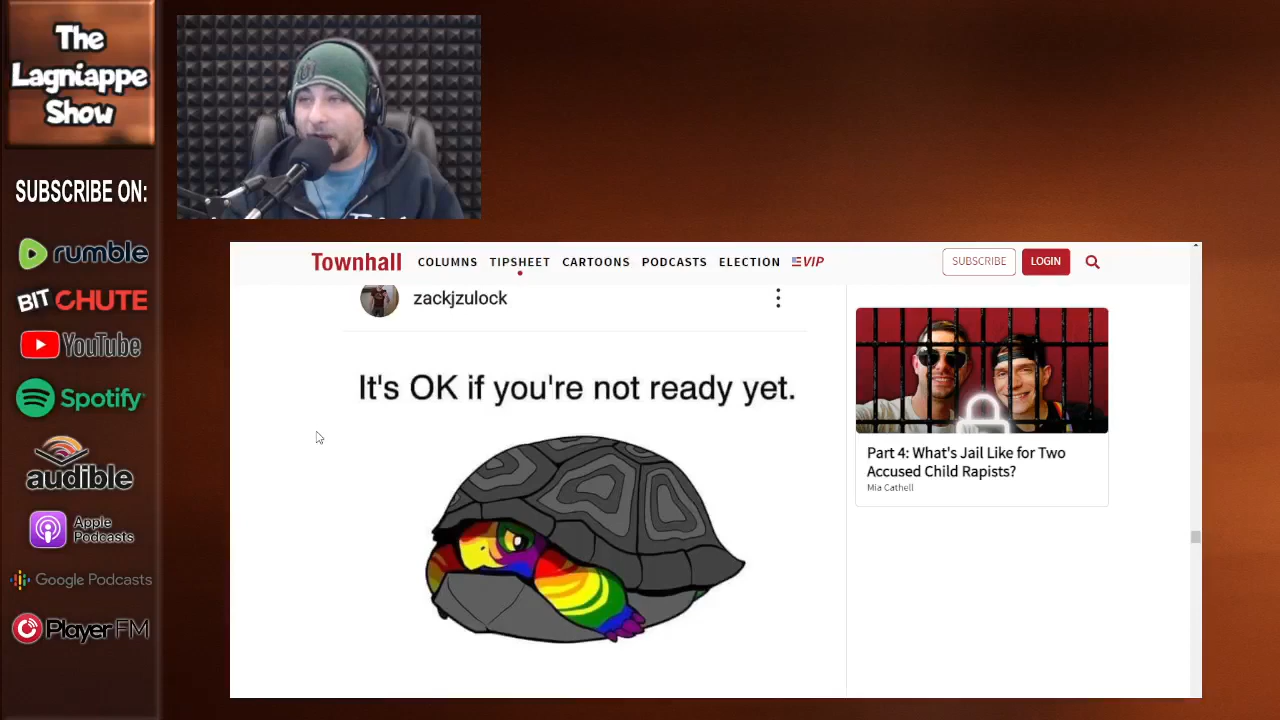 The
Lagniappe
Show
SUBSCRIBE ON:
rumble
BIT CHUTE
YouTube
Spotify
audible
Apple
Podcasts
Google Podcasts
Player FM
Townhall COLUMNS TIPSHEET CARTOONS PODCASTS ELECTION VIP SUBSCRIBE LOGIN
zackjzulock
It's OK if you're not ready yet.
Part 4: What's Jail Like for Two
Accused Child Rapists?
Mia Cathell